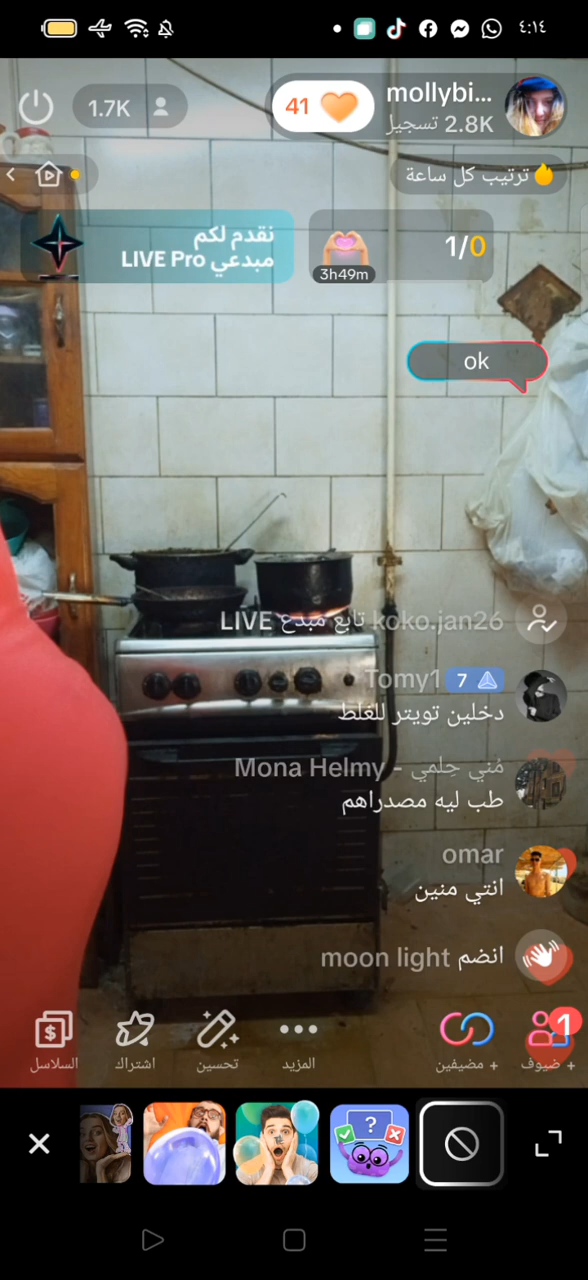 ٤:١٤
mollybi...
2.8K تسجيل
41
1.7K
ترتيب كل ساعة
نقدم لكم
مبدعي LIVE Pro
1/0
3h49m
ok
koko.jan26 تابع مبدع LIVE
Tomy1 7
دخلين تويتر للغلط
Mona Helmy - مُني حِلمي
طب ليه مصدراهم
omar
انتي منين
moon light انضم
1
+ ضيوف
+ مضيفين
المزيد
تحسين
اشتراك
السلاسل